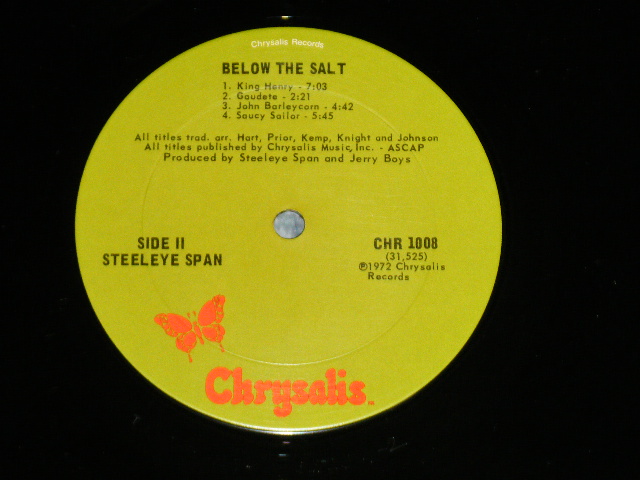 Chrysalis Records
BELOW THE SALT
1. King Henry - 7:03
2. Gaudete - 2:21
3. John Barleycorn - 4:42
4. Saucy Sailor - 5:45
All titles trad. arr. Hart, Prior, Kemp, Knight and Johnson
All titles published by Chrysalis Music, Inc. - ASCAP
Produced by Steeleye Span and Jerry Boys
SIDE II
STEELEYE SPAN
CHR 1008
(31,525)
℗1972 Chrysalis
Records
Chrysalis